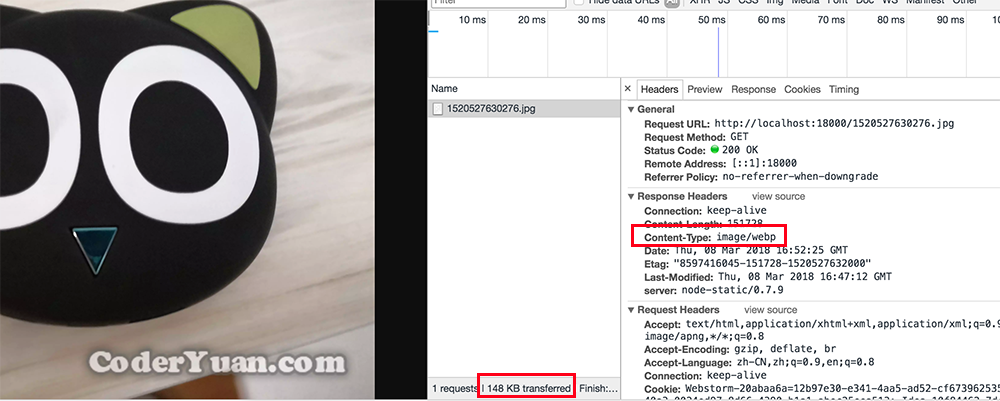 Hide data URLs All XHR JS CSS Img Media Font Doc WS Manifest Other
10 ms 20 ms 30 ms 40 ms 50 ms 60 ms 70 ms 80 ms 90 ms
Name
1520527630276.jpg
× Headers Preview Response Cookies Timing
▼ General
Request URL: http://localhost:18000/1520527630276.jpg
Request Method: GET
Status Code: 200 OK
Remote Address: [::1]:18000
Referrer Policy: no-referrer-when-downgrade
▼ Response Headers view source
Connection: keep-alive
Content-Length: 151728
Content-Type: image/webp
Date: Thu, 08 Mar 2018 16:52:25 GMT
Etag: "8597416045-151728-1520527632000"
Last-Modified: Thu, 08 Mar 2018 16:47:12 GMT
server: node-static/0.7.9
▼ Request Headers view source
Accept: text/html,application/xhtml+xml,application/xml;q=0.9
image/apng,*/*;q=0.8
Accept-Encoding: gzip, deflate, br
Accept-Language: zh-CN,zh;q=0.9,en;q=0.8
Connection: keep-alive
Cookie: Webstorm-20abaa6a=12b97e30-e341-4aa5-ad52-cf673962535
CoderYuan.com
1 requests | 148 KB transferred Finish:...